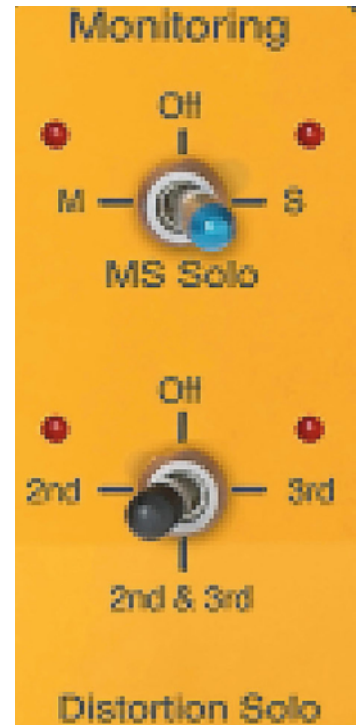 Monitoring
Off
M S
MS Solo
Off
2nd 3rd
2nd & 3rd
Distortion Solo